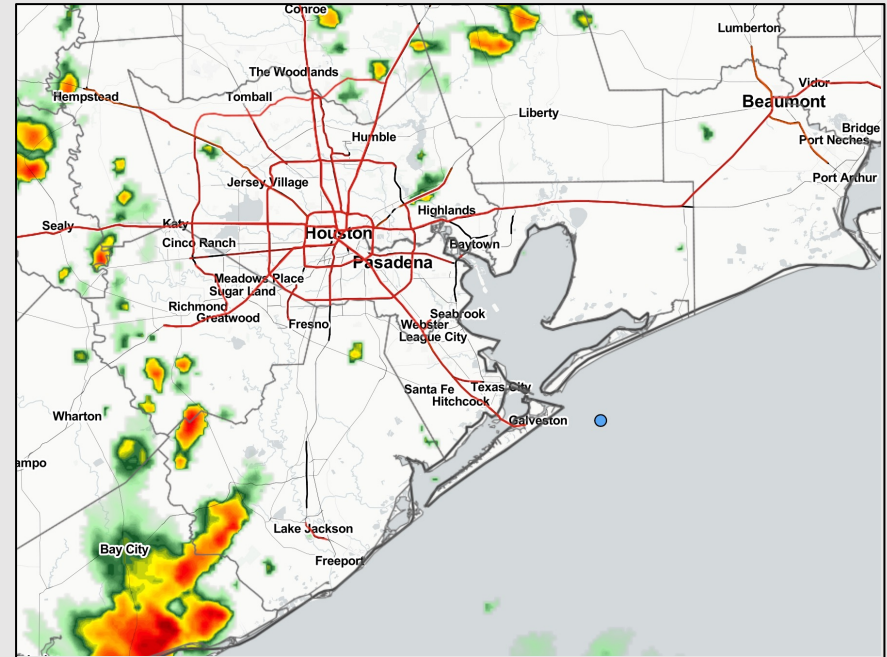 Conroe
Lumberton
The Woodlands
Vidor
Hempstead
Tomball
Beaumont
Liberty
Bridge
Humble
Port Neches
Port Arthur
Jersey Village
Highlands
Sealy
Katy
Houston
Cinco Ranch
Baytown
Pasadena
Meadows Place
Sugar Land
Richmond
Seabrook
Greatwood
Fresno
Webster
League City
Santa Fe
Texas City
Hitchcock
Wharton
Galveston
ampo
Lake Jackson
Bay City
Freeport